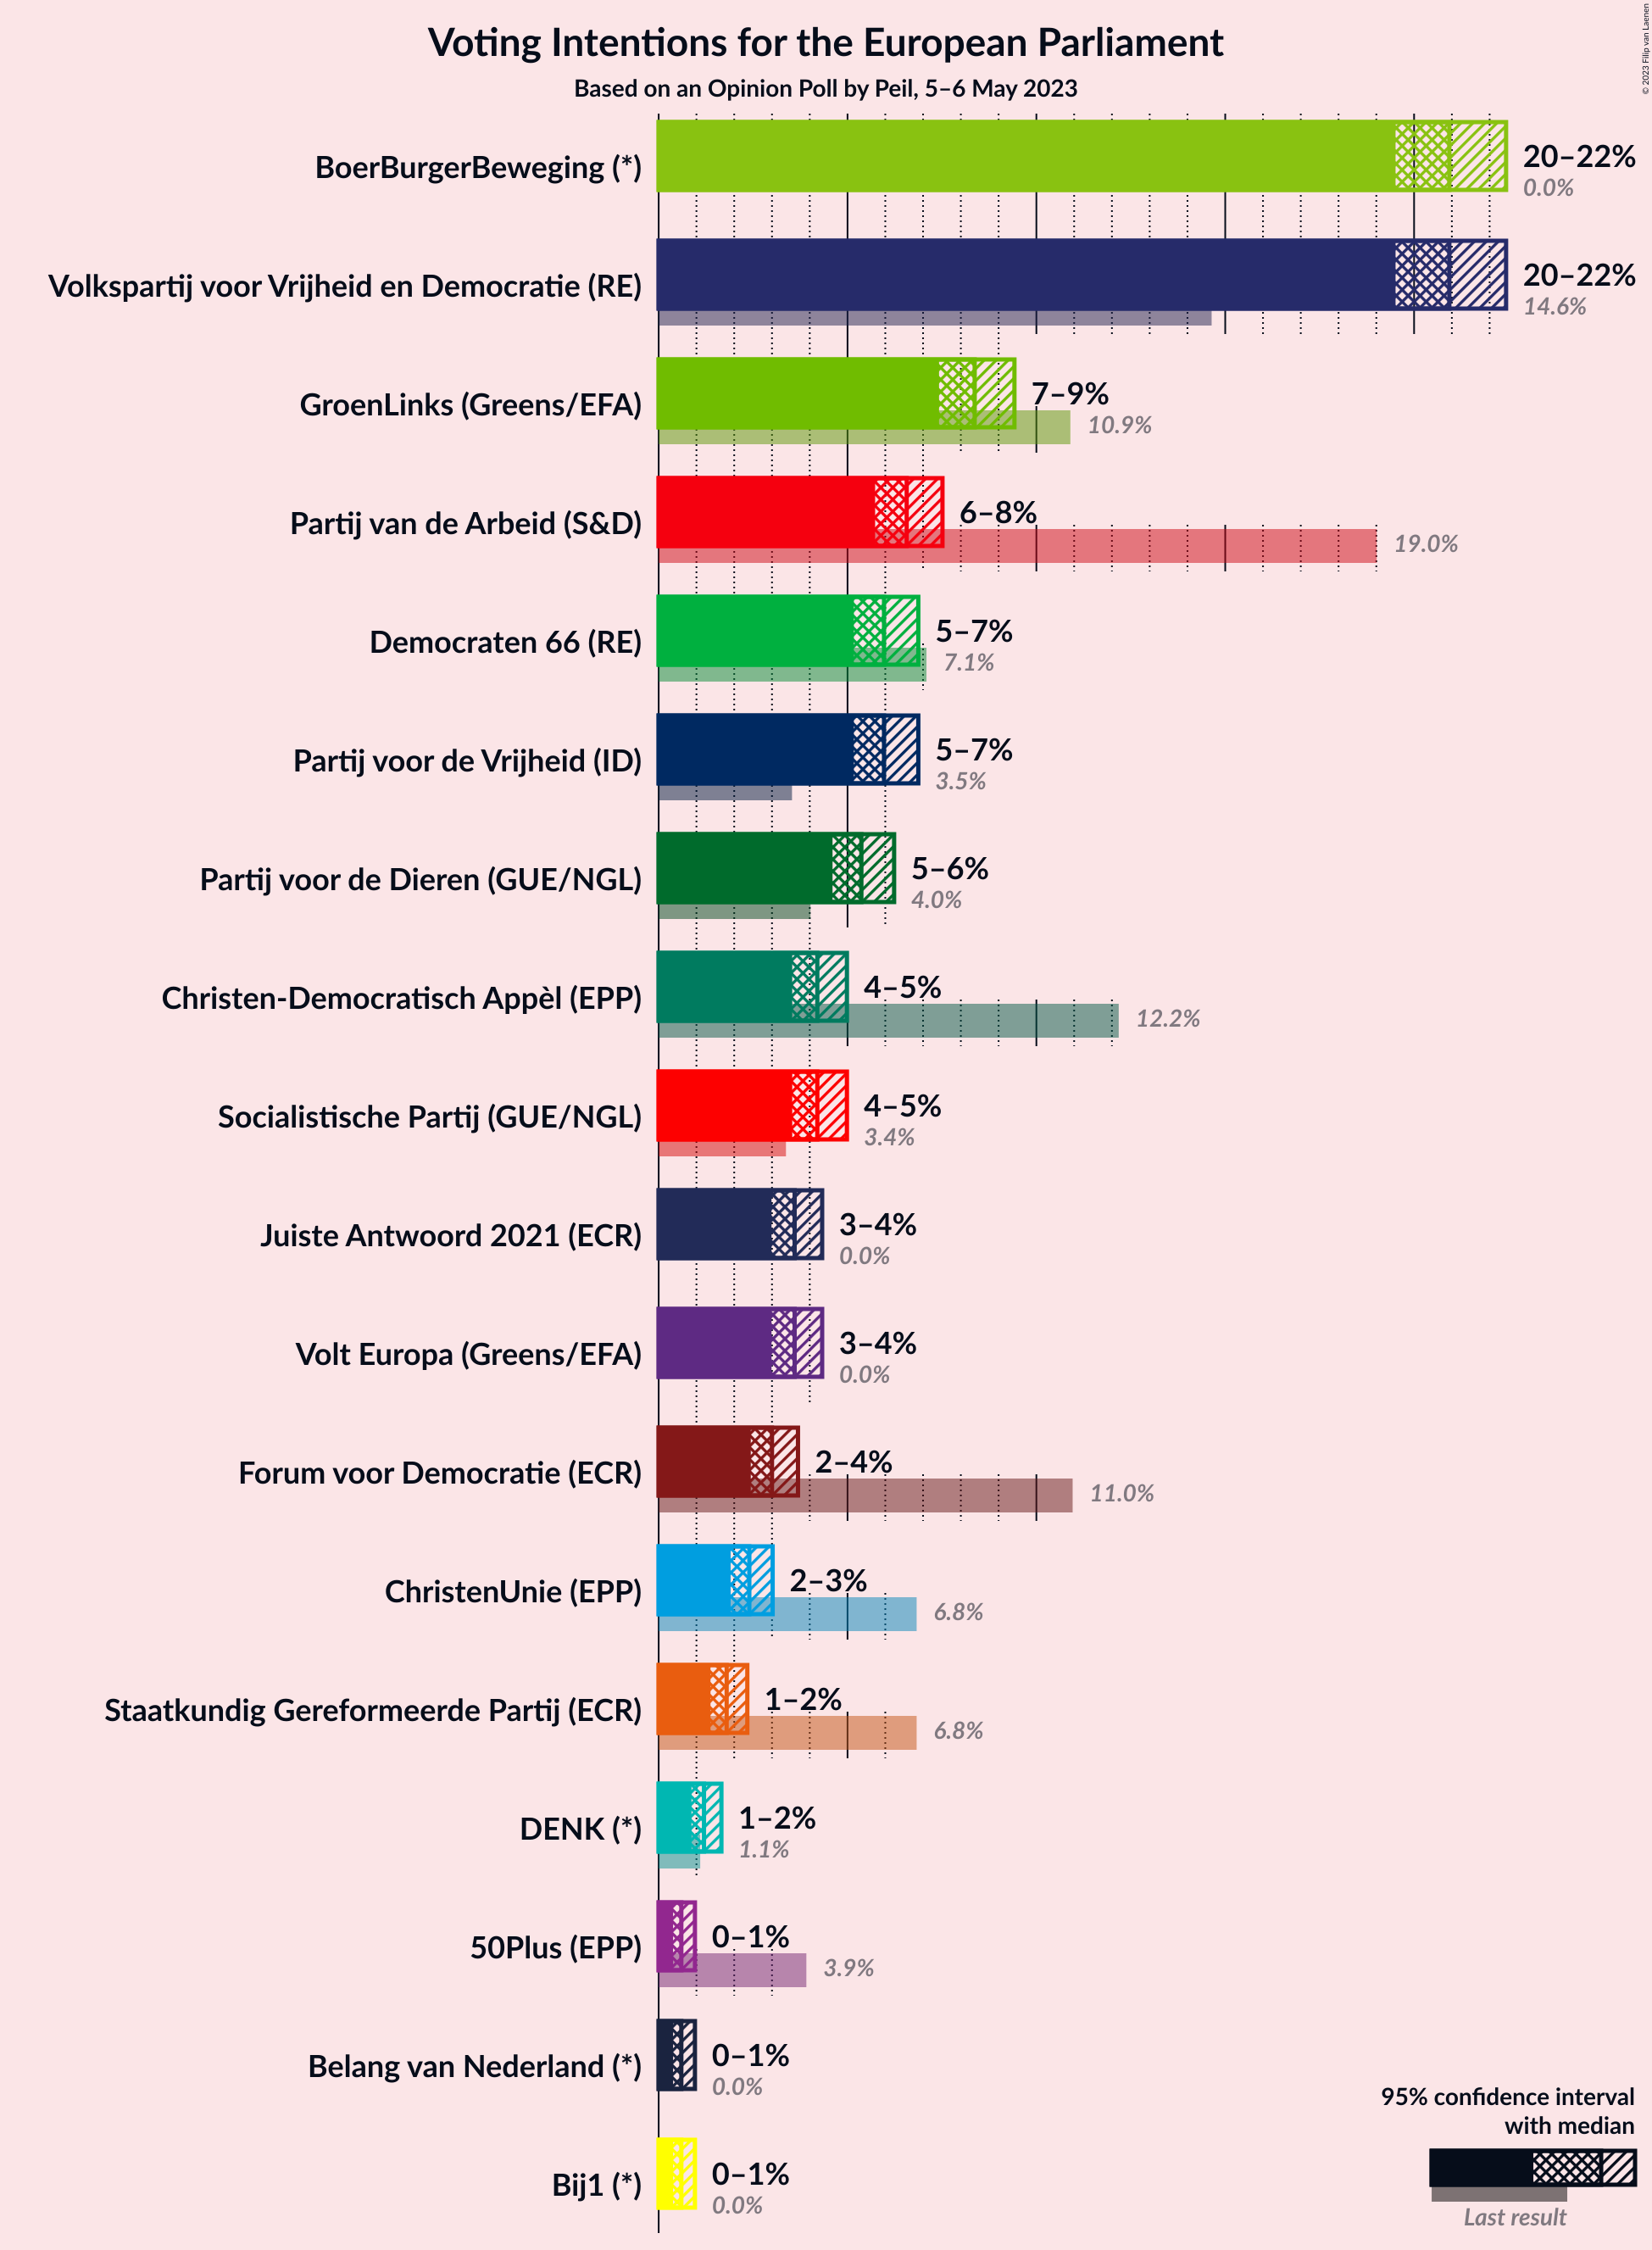 © 2023 Filip van Laenen
Voting Intentions for the European Parliament
Based on an Opinion Poll by Peil, 5–6 May 2023
BoerBurgerBeweging (*)
20–22%
0.0%
Volkspartij voor Vrijheid en Democratie (RE)
20–22%
14.6%
GroenLinks (Greens/EFA)
7–9%
10.9%
Partij van de Arbeid (S&D)
6–8%
19.0%
Democraten 66 (RE)
5–7%
7.1%
Partij voor de Vrijheid (ID)
5–7%
3.5%
Partij voor de Dieren (GUE/NGL)
5–6%
4.0%
Christen-Democratisch Appèl (EPP)
4–5%
12.2%
Socialistische Partij (GUE/NGL)
4–5%
3.4%
Juiste Antwoord 2021 (ECR)
3–4%
0.0%
Volt Europa (Greens/EFA)
3–4%
0.0%
Forum voor Democratie (ECR)
2–4%
11.0%
ChristenUnie (EPP)
2–3%
6.8%
Staatkundig Gereformeerde Partij (ECR)
1–2%
6.8%
DENK (*)
1–2%
1.1%
50Plus (EPP)
0–1%
3.9%
Belang van Nederland (*)
0–1%
0.0%
Bij1 (*)
0–1%
0.0%
95% confidence interval
with median
Last result